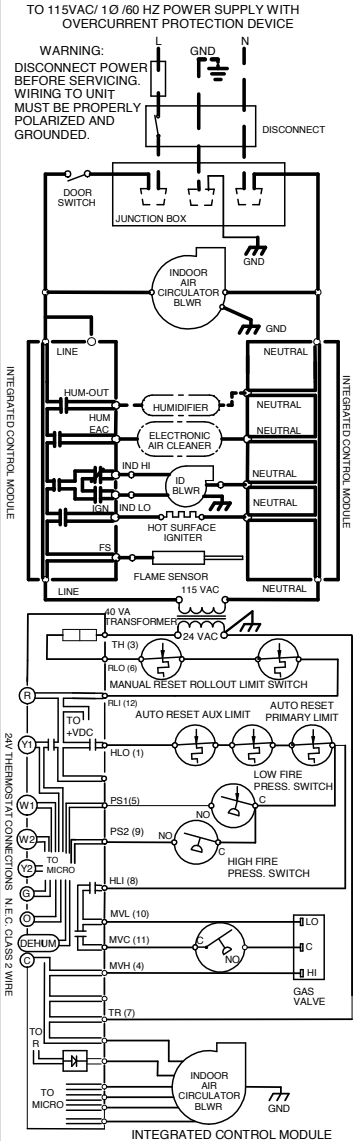 TO 115VAC/ 1Ø /60 HZ POWER SUPPLY WITH
OVERCURRENT PROTECTION DEVICE
WARNING:
DISCONNECT POWER
BEFORE SERVICING.
WIRING TO UNIT
MUST BE PROPERLY
POLARIZED AND
GROUNDED.
L
GND
N
DISCONNECT
DOOR
SWITCH
JUNCTION BOX
GND
INDOOR
AIR
CIRCULATOR
BLWR
GND
INTEGRATED CONTROL MODULE
LINE
NEUTRAL
INTEGRATED CONTROL MODULE
HUM-OUT
HUM
HUMIDIFIER
NEUTRAL
EAC
ELECTRONIC
AIR CLEANER
NEUTRAL
IND HI
ID
BLWR
NEUTRAL
IND LO
IGN
HOT SURFACE
IGNITER
NEUTRAL
FS
FLAME SENSOR
LINE
115 VAC
NEUTRAL
40 VA
TRANSFORMER
24 VAC
TH (3)
RLO (6)
MANUAL RESET ROLLOUT LIMIT SWITCH
R
RLI (12)
TO
+VDC
AUTO RESET AUX LIMIT
AUTO RESET
PRIMARY LIMIT
24V THERMOSTAT CONNECTIONS N.E.C. CLASS 2 WIRE
Y1
HLO (1)
LOW FIRE
PRESS. SWITCH
W1
PS1(5)
NO
C
W2
PS2 (9)
NO
C
HIGH FIRE
PRESS. SWITCH
Y2
TO
MICRO
G
HLI (8)
O
MVL (10)
LO
DEHUM
MVC (11)
C
NO
C
C
MVH (4)
HI
GAS
VALVE
TR (7)
TO
R
TO
MICRO
INDOOR
AIR
CIRCULATOR
BLWR
GND
INTEGRATED CONTROL MODULE